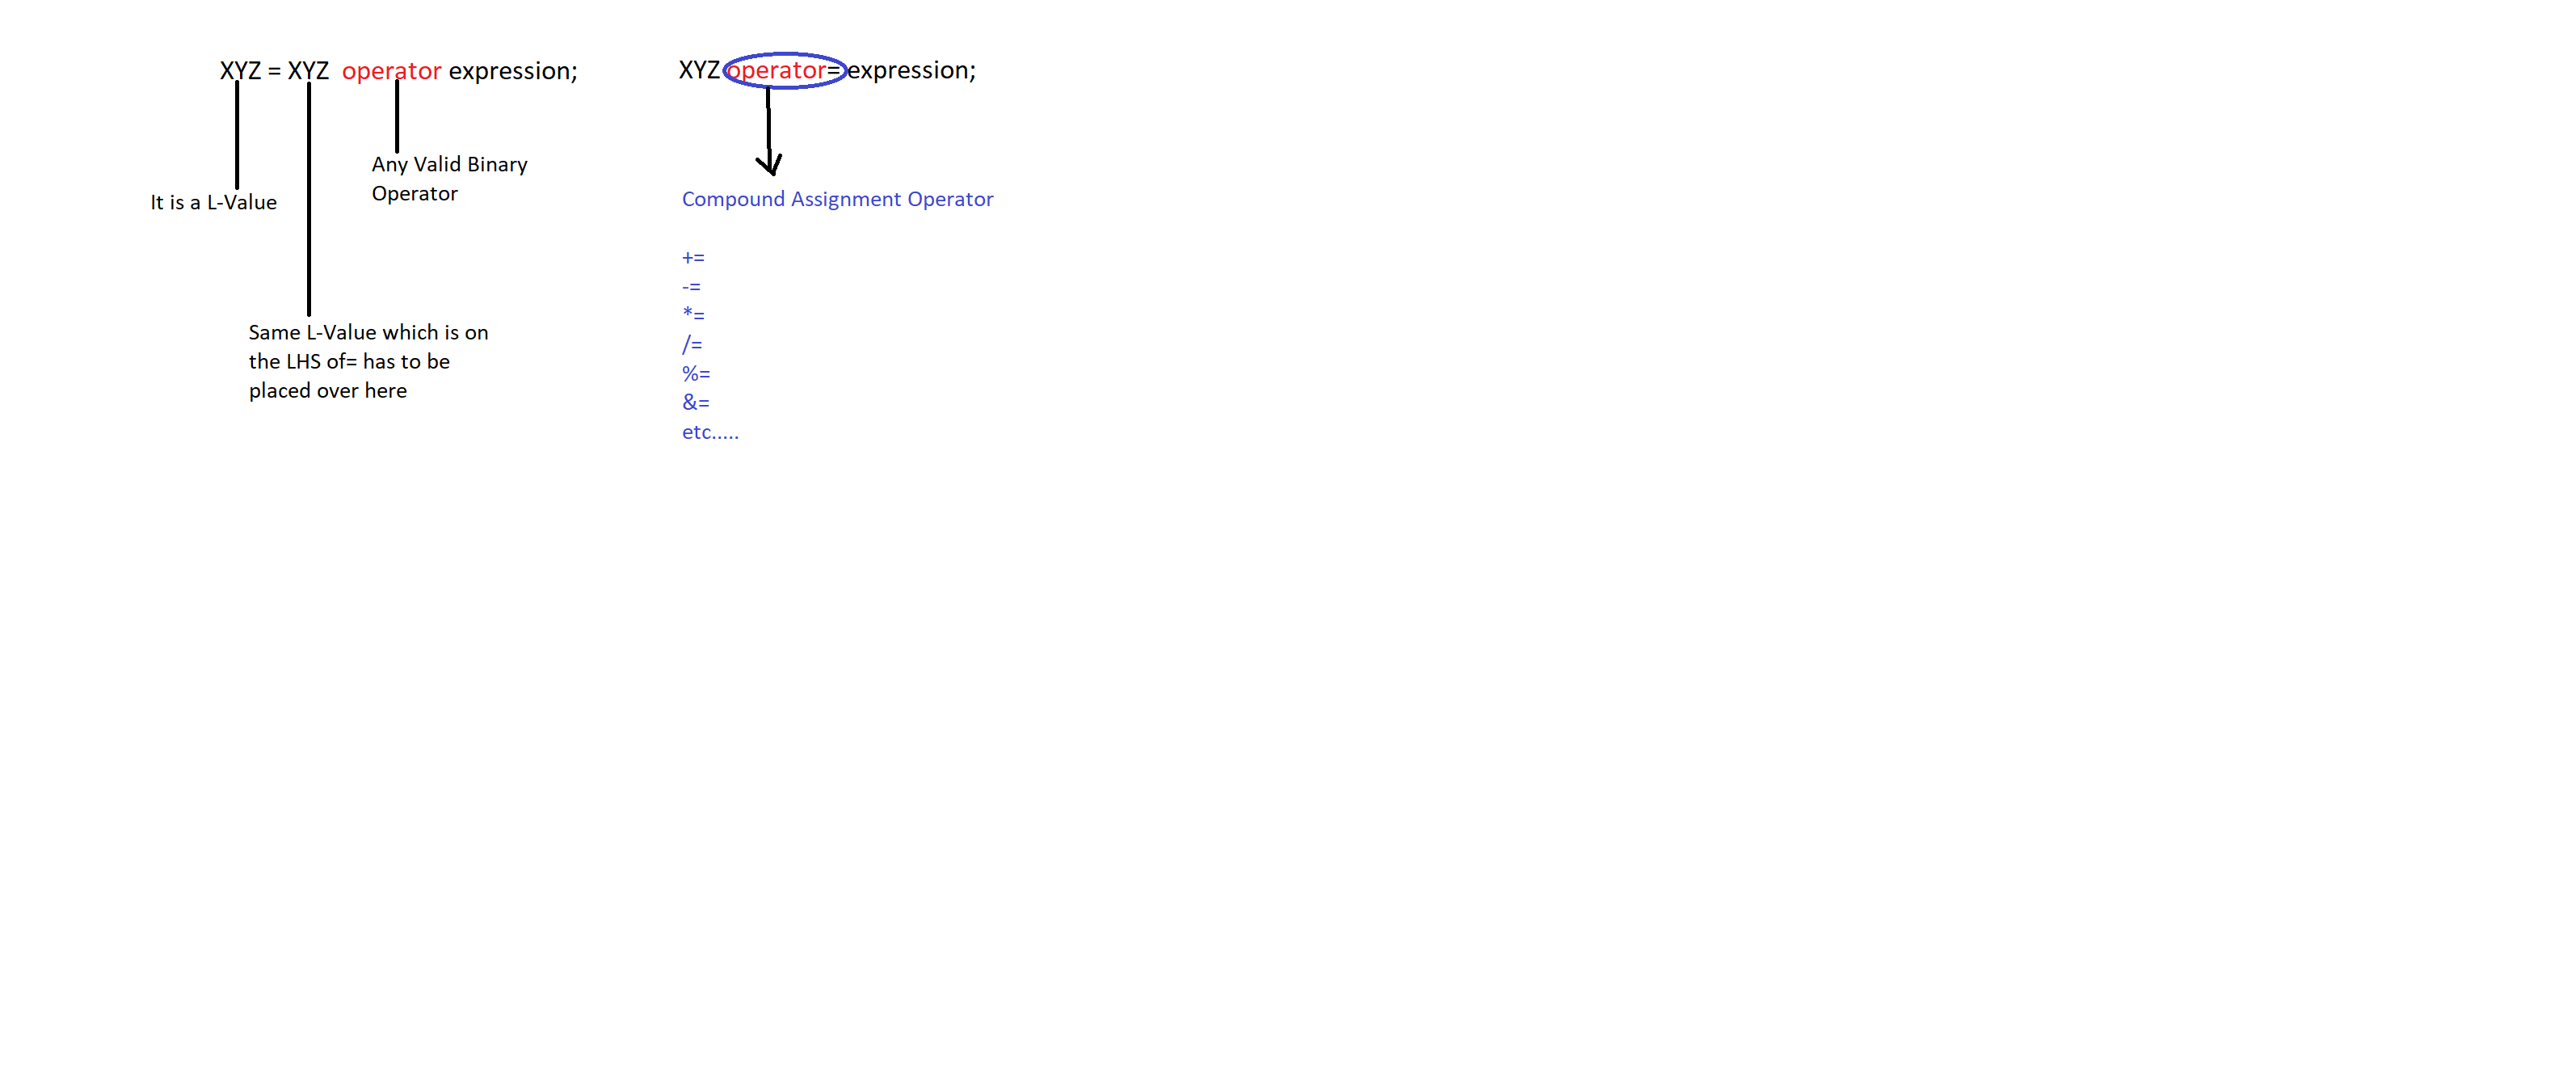 XYZ = XYZ operator expression;
It is a L-Value
Any Valid Binary
Operator
Same L-Value which is on
the LHS of= has to be
placed over here
XYZ operator= expression;
Compound Assignment Operator
+=
-=
*=
/=
%=
&=
etc.....